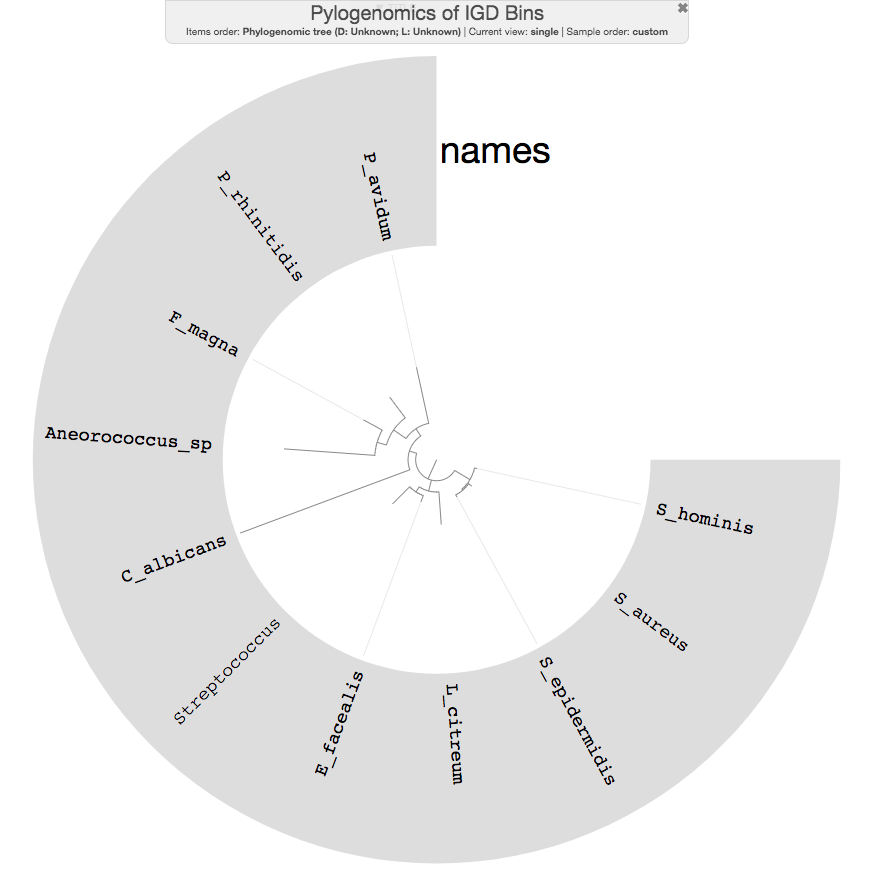 Pylogenomics of IGD Bins
Items order: Phylogenomic tree (D: Unknown; L: Unknown) | Current view: single | Sample order: custom
names
P_avidum
P_rhinitidis
F_magna
Aneorococcus_sp
C_albicans
Streptococcus
E_facealis
L_citreum
S_epidermidis
S_aureus
S_hominis